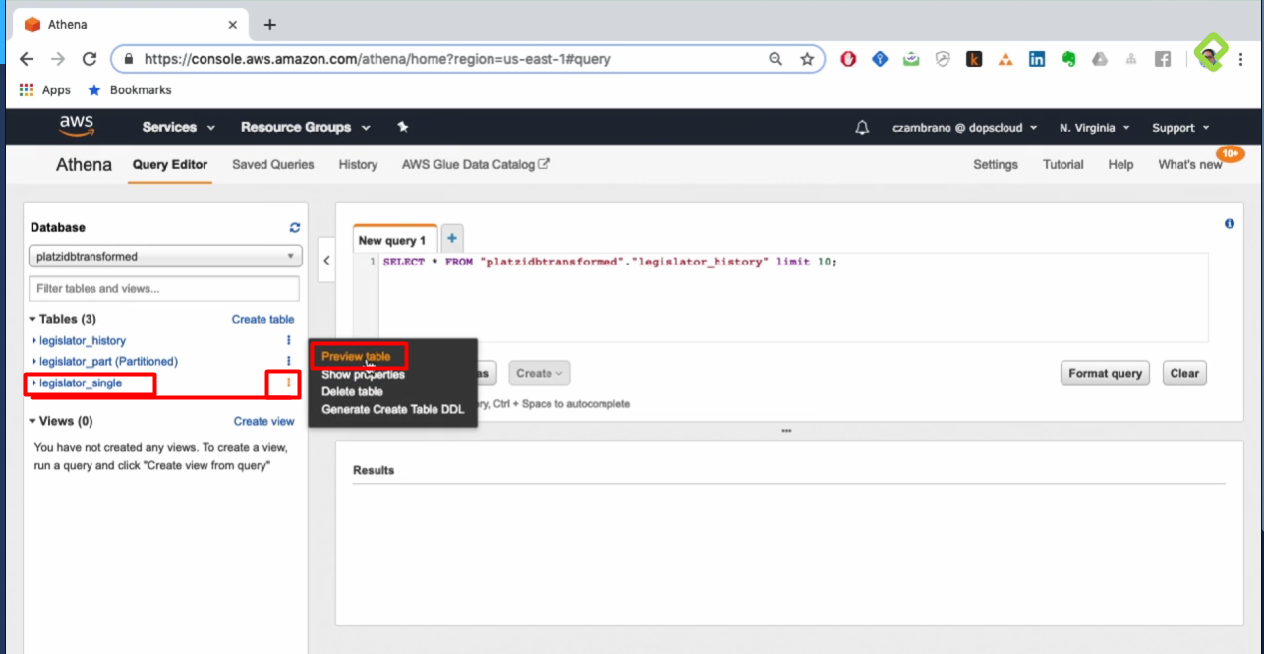 Athena
https://console.aws.amazon.com/athena/home?region=us-east-1#query
Apps Bookmarks
aws Services Resource Groups czambrano @ dopscloud N. Virginia Support
Athena Query Editor Saved Queries History AWS Glue Data Catalog Settings Tutorial Help What's new 10+
Database
platzidbtransformed
Filter tables and views...
Tables (3) Create table
legislator_history
legislator_part (Partitioned)
legislator_single
Views (0) Create view
You have not created any views. To create a view,
run a query and click "Create view from query"
New query 1
1 SELECT * FROM "platzidbtransformed"."legislator_history" limit 10;
Preview table
Show properties
Delete table
Generate Create Table DDL
as Create Format query Clear
ry, Ctrl + Space to autocomplete
Results